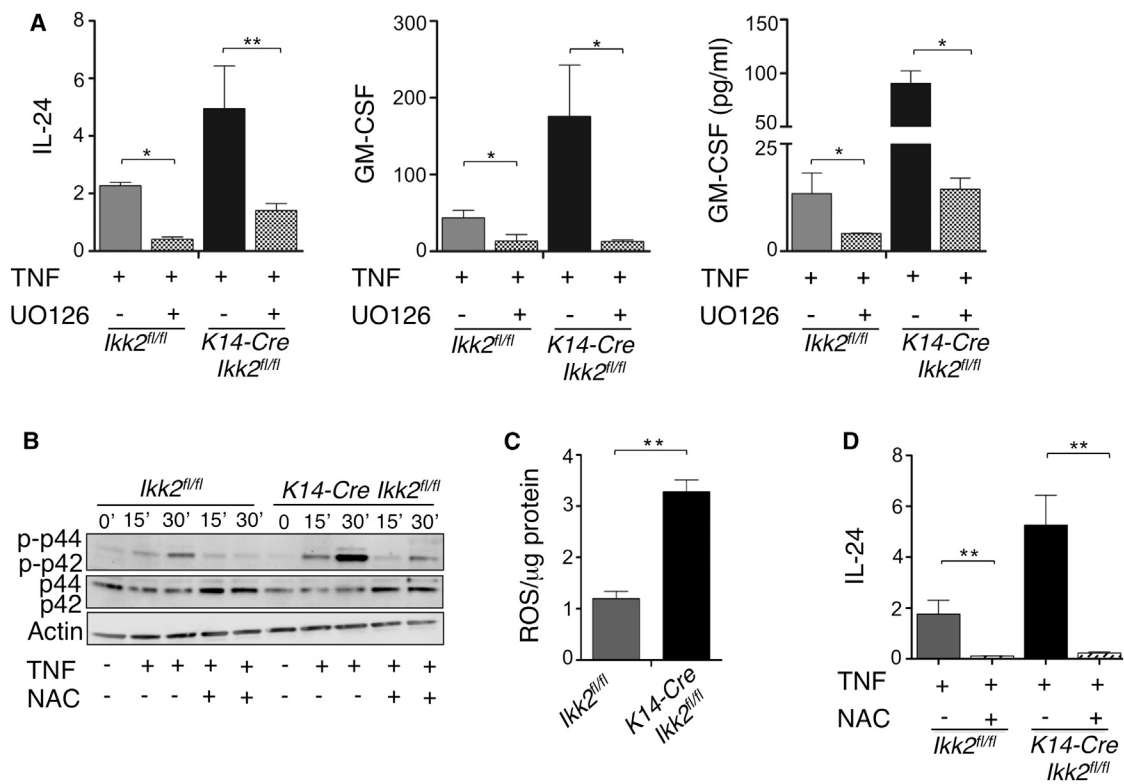 A
IL-24
8
6
4
2
0
**
*
TNF + + + +
UO126 - + - +
Ikk2fl/fl K14-Cre
Ikk2fl/fl
GM-CSF
300
200
100
0
*
*
TNF + + + +
UO126 - + - +
Ikk2fl/fl K14-Cre
Ikk2fl/fl
GM-CSF (pg/ml)
150
100
50
25
0
*
*
TNF + + + +
UO126 - + - +
Ikk2fl/fl K14-Cre
Ikk2fl/fl
B
Ikk2fl/fl K14-Cre Ikk2fl/fl
0' 15' 30' 15' 30' 0 15' 30' 15' 30'
p-p44
p-p42
p44
p42
Actin
TNF - + + + + - + + + +
NAC + + + +
C
ROS/µg protein
4
3
2
1
0
**
Ikk2fl/fl
K14-Cre
Ikk2fl/fl
D
IL-24
8
6
4
2
0
**
**
TNF + + + +
NAC - + - +
Ikk2fl/fl K14-Cre
Ikk2fl/fl